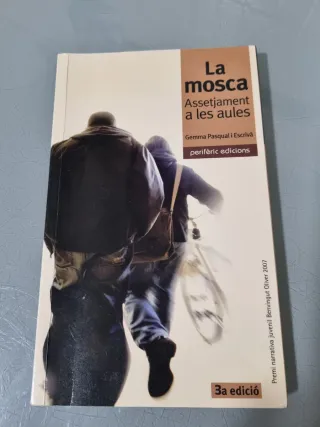 La
mosca
Assetjament
a les aules
Gemma Pasqual i Escrivà
perifèric edicions
Premi narrativa juvenil Benvingut Oliver 2007
3a edició